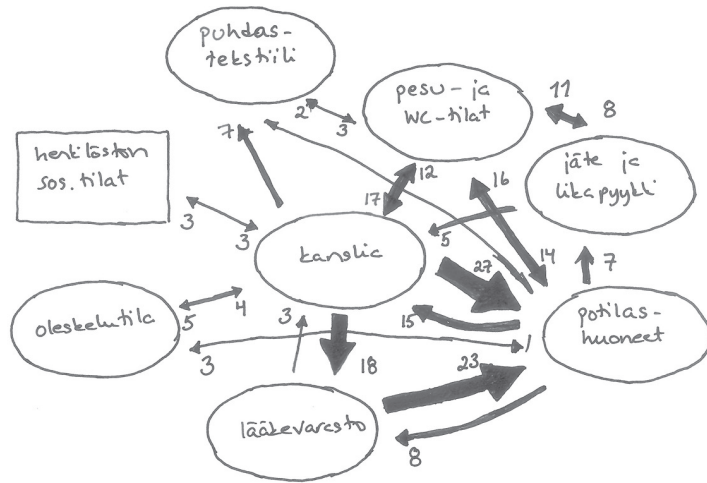 puhdas-
tekstiili
pesu- ja
WC-tilat
11
8
2
3
7
henkilöstön
sos. tilat
jäte ja
likapyykki
12
17
16
3
3
5
kanslia
27
14
7
oleskelutila
5
4
3
15
potilas-
huoneet
1
3
18
23
lääkevarasto
8